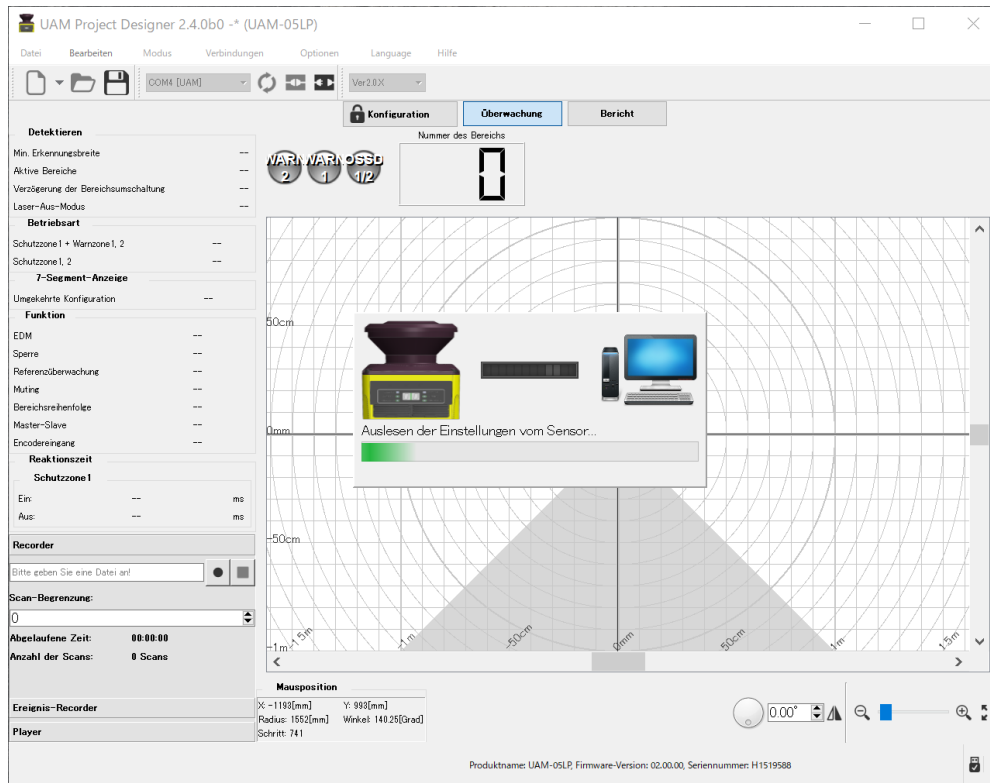 UAM Project Designer 2.4.0b0 -* (UAM-05LP)
Datei Bearbeiten Modus Verbindungen Optionen Language Hilfe
COM4 [UAM] Ver2.0.X
Konfiguration Überwachung Bericht
Detektieren
Min. Erkennungsbreite --
Aktive Bereiche --
Verzögerung der Bereichsumschaltung --
Laser-Aus-Modus --
Betriebsart
Schutzzone1 + Warnzone1, 2 --
Schutzzone1, 2 --
7-Segment-Anzeige
Umgekehrte Konfiguration --
Funktion
EDM --
Sperre --
Referenzüberwachung --
Muting --
Bereichsreihenfolge --
Master-Slave --
Encodereingang --
Reaktionszeit
Schutzzone1
Ein: -- ms
Aus: -- ms
Recorder
Bitte geben Sie eine Datei an!
Scan-Begrenzung:
0
Abgelaufene Zeit: 00:00:00
Anzahl der Scans: 0 Scans
Ereignis-Recorder
Player
Nummer des Bereichs
WARN 2
WARN 1
OSSD 1/2
0
50cm
0mm
-50cm
-1m
-1.5m -1m -50cm 0mm 50cm 1m 1.5m
Auslesen der Einstellungen vom Sensor...
Mausposition
X: -1193[mm] Y: 993[mm]
Radius: 1552[mm] Winkel: 140.25[Grad]
Schritt: 741
0.00°
Produktname: UAM-05LP, Firmware-Version: 02.00.00, Seriennummer: H1519588